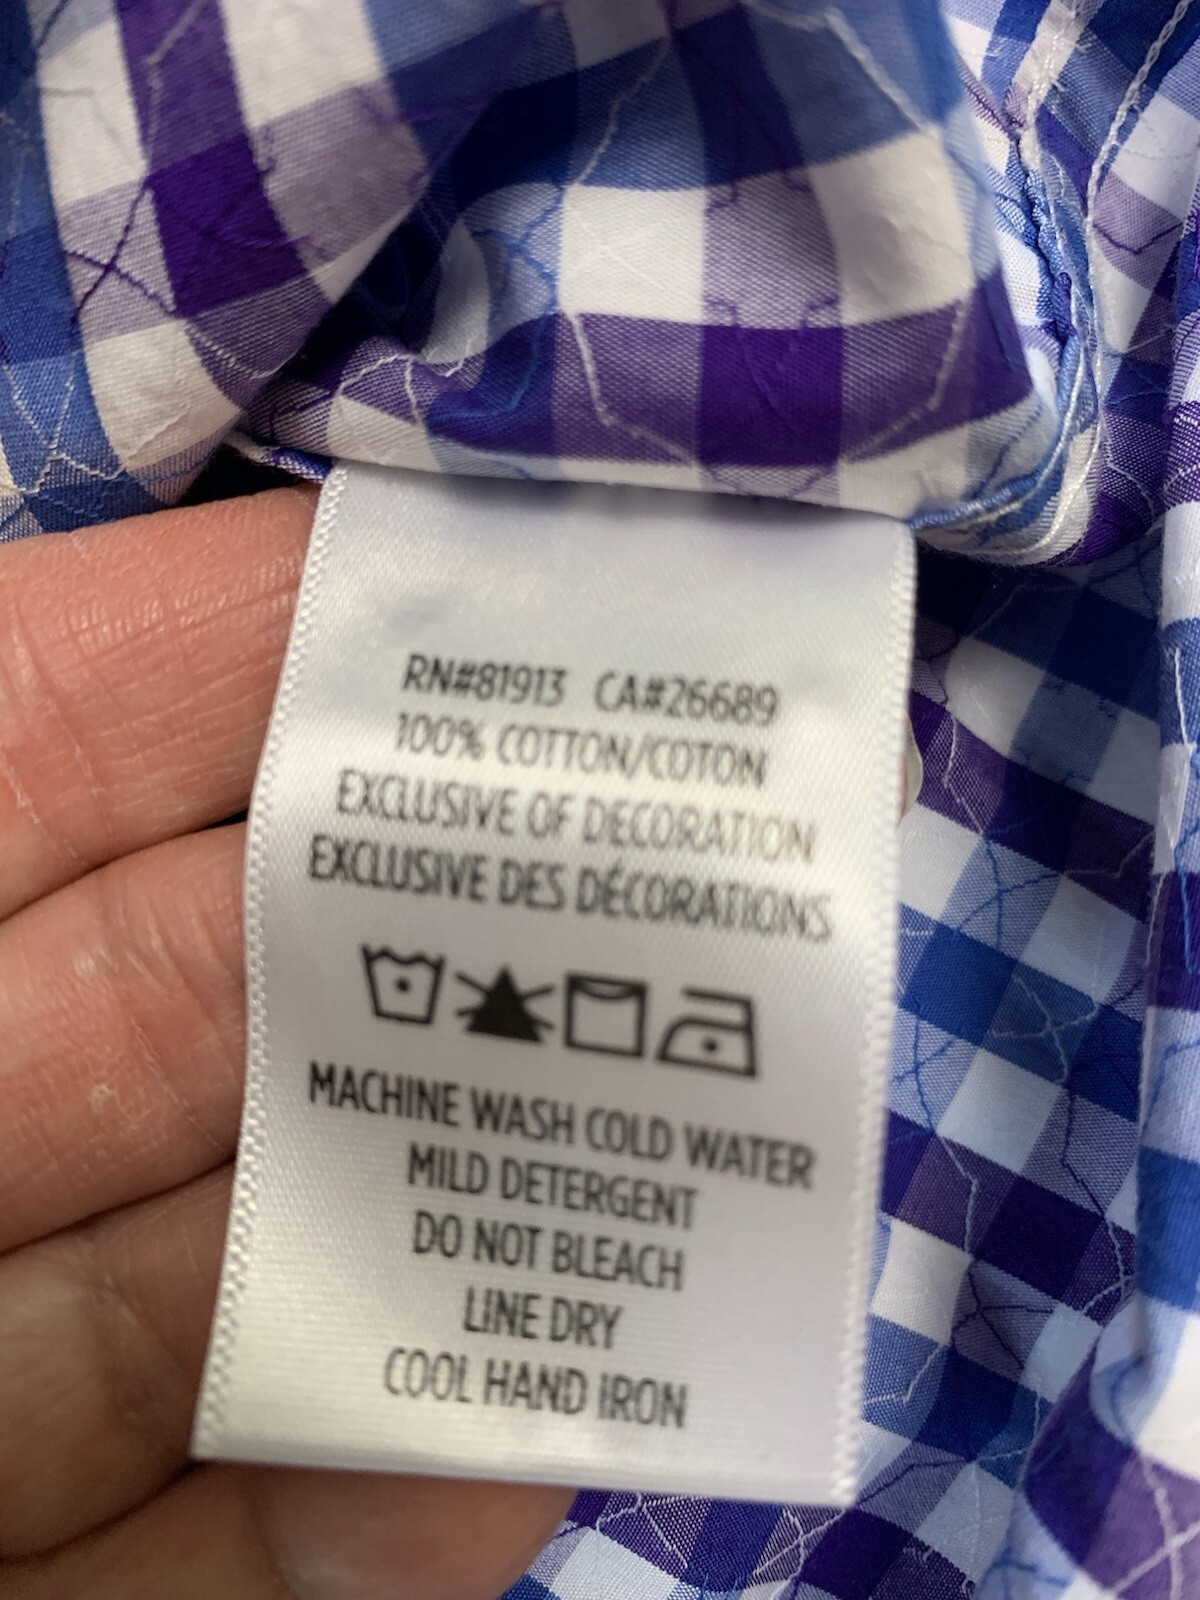 RN#81913 CA#26689
100% COTTON/COTON
EXCLUSIVE OF DECORATION
EXCLUSIVE DES DÉCORATIONS
MACHINE WASH COLD WATER
MILD DETERGENT
DO NOT BLEACH
LINE DRY
COOL HAND IRON